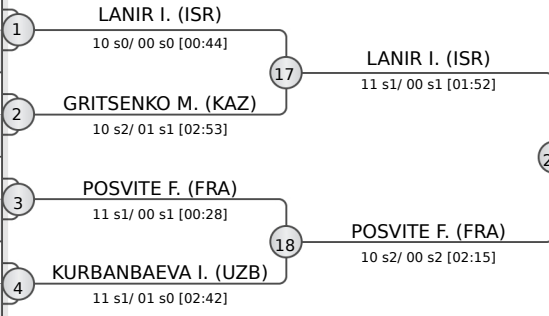 LANIR I. (ISR)
1
10 s0/ 00 s0 [00:44]
17
LANIR I. (ISR)
11 s1/ 00 s1 [01:52]
GRITSENKO M. (KAZ)
2
10 s2/ 01 s1 [02:53]
2
POSVITE F. (FRA)
3
11 s1/ 00 s1 [00:28]
18
POSVITE F. (FRA)
10 s2/ 00 s2 [02:15]
KURBANBAEVA I. (UZB)
4
11 s1/ 01 s0 [02:42]